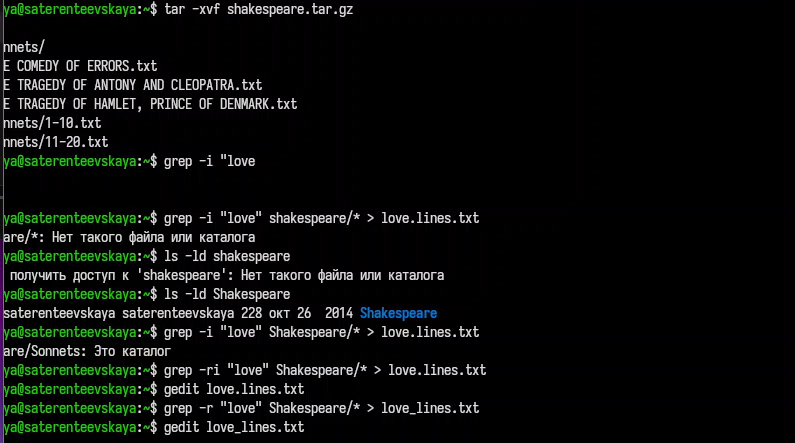 ya@saterenteevskaya:~$ tar -xvf shakespeare.tar.gz
nnets/
E COMEDY OF ERRORS.txt
E TRAGEDY OF ANTONY AND CLEOPATRA.txt
E TRAGEDY OF HAMLET, PRINCE OF DENMARK.txt
nnets/1-10.txt
nnets/11-20.txt
ya@saterenteevskaya:~$ grep -i "love
ya@saterenteevskaya:~$ grep -i "love" shakespeare/* > love.lines.txt
are/*: Нет такого файла или каталога
ya@saterenteevskaya:~$ ls -ld shakespeare
получить доступ к 'shakespeare': Нет такого файла или каталога
ya@saterenteevskaya:~$ ls -ld Shakespeare
saterenteevskaya saterenteevskaya 228 окт 26  2014 Shakespeare
ya@saterenteevskaya:~$ grep -i "love" Shakespeare/* > love.lines.txt
are/Sonnets: Это каталог
ya@saterenteevskaya:~$ grep -ri "love" Shakespeare/* > love.lines.txt
ya@saterenteevskaya:~$ gedit love.lines.txt
ya@saterenteevskaya:~$ grep -r "love" Shakespeare/* > love_lines.txt
ya@saterenteevskaya:~$ gedit love_lines.txt